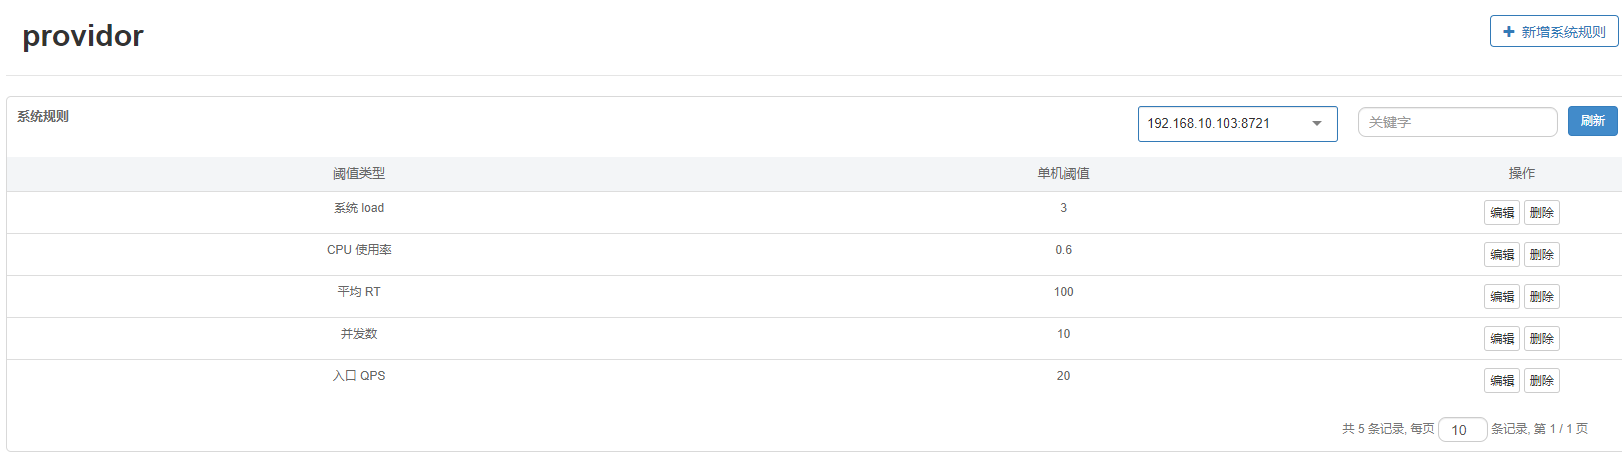 providor
新增系统规则
系统规则
192.168.10.103:8721
关键字
刷新
阈值类型 单机阈值 操作
系统 load 3 编辑 删除
CPU 使用率 0.6 编辑 删除
平均 RT 100 编辑 删除
并发数 10 编辑 删除
入口 QPS 20 编辑 删除
共 5 条记录, 每页 10 条记录, 第 1 / 1 页